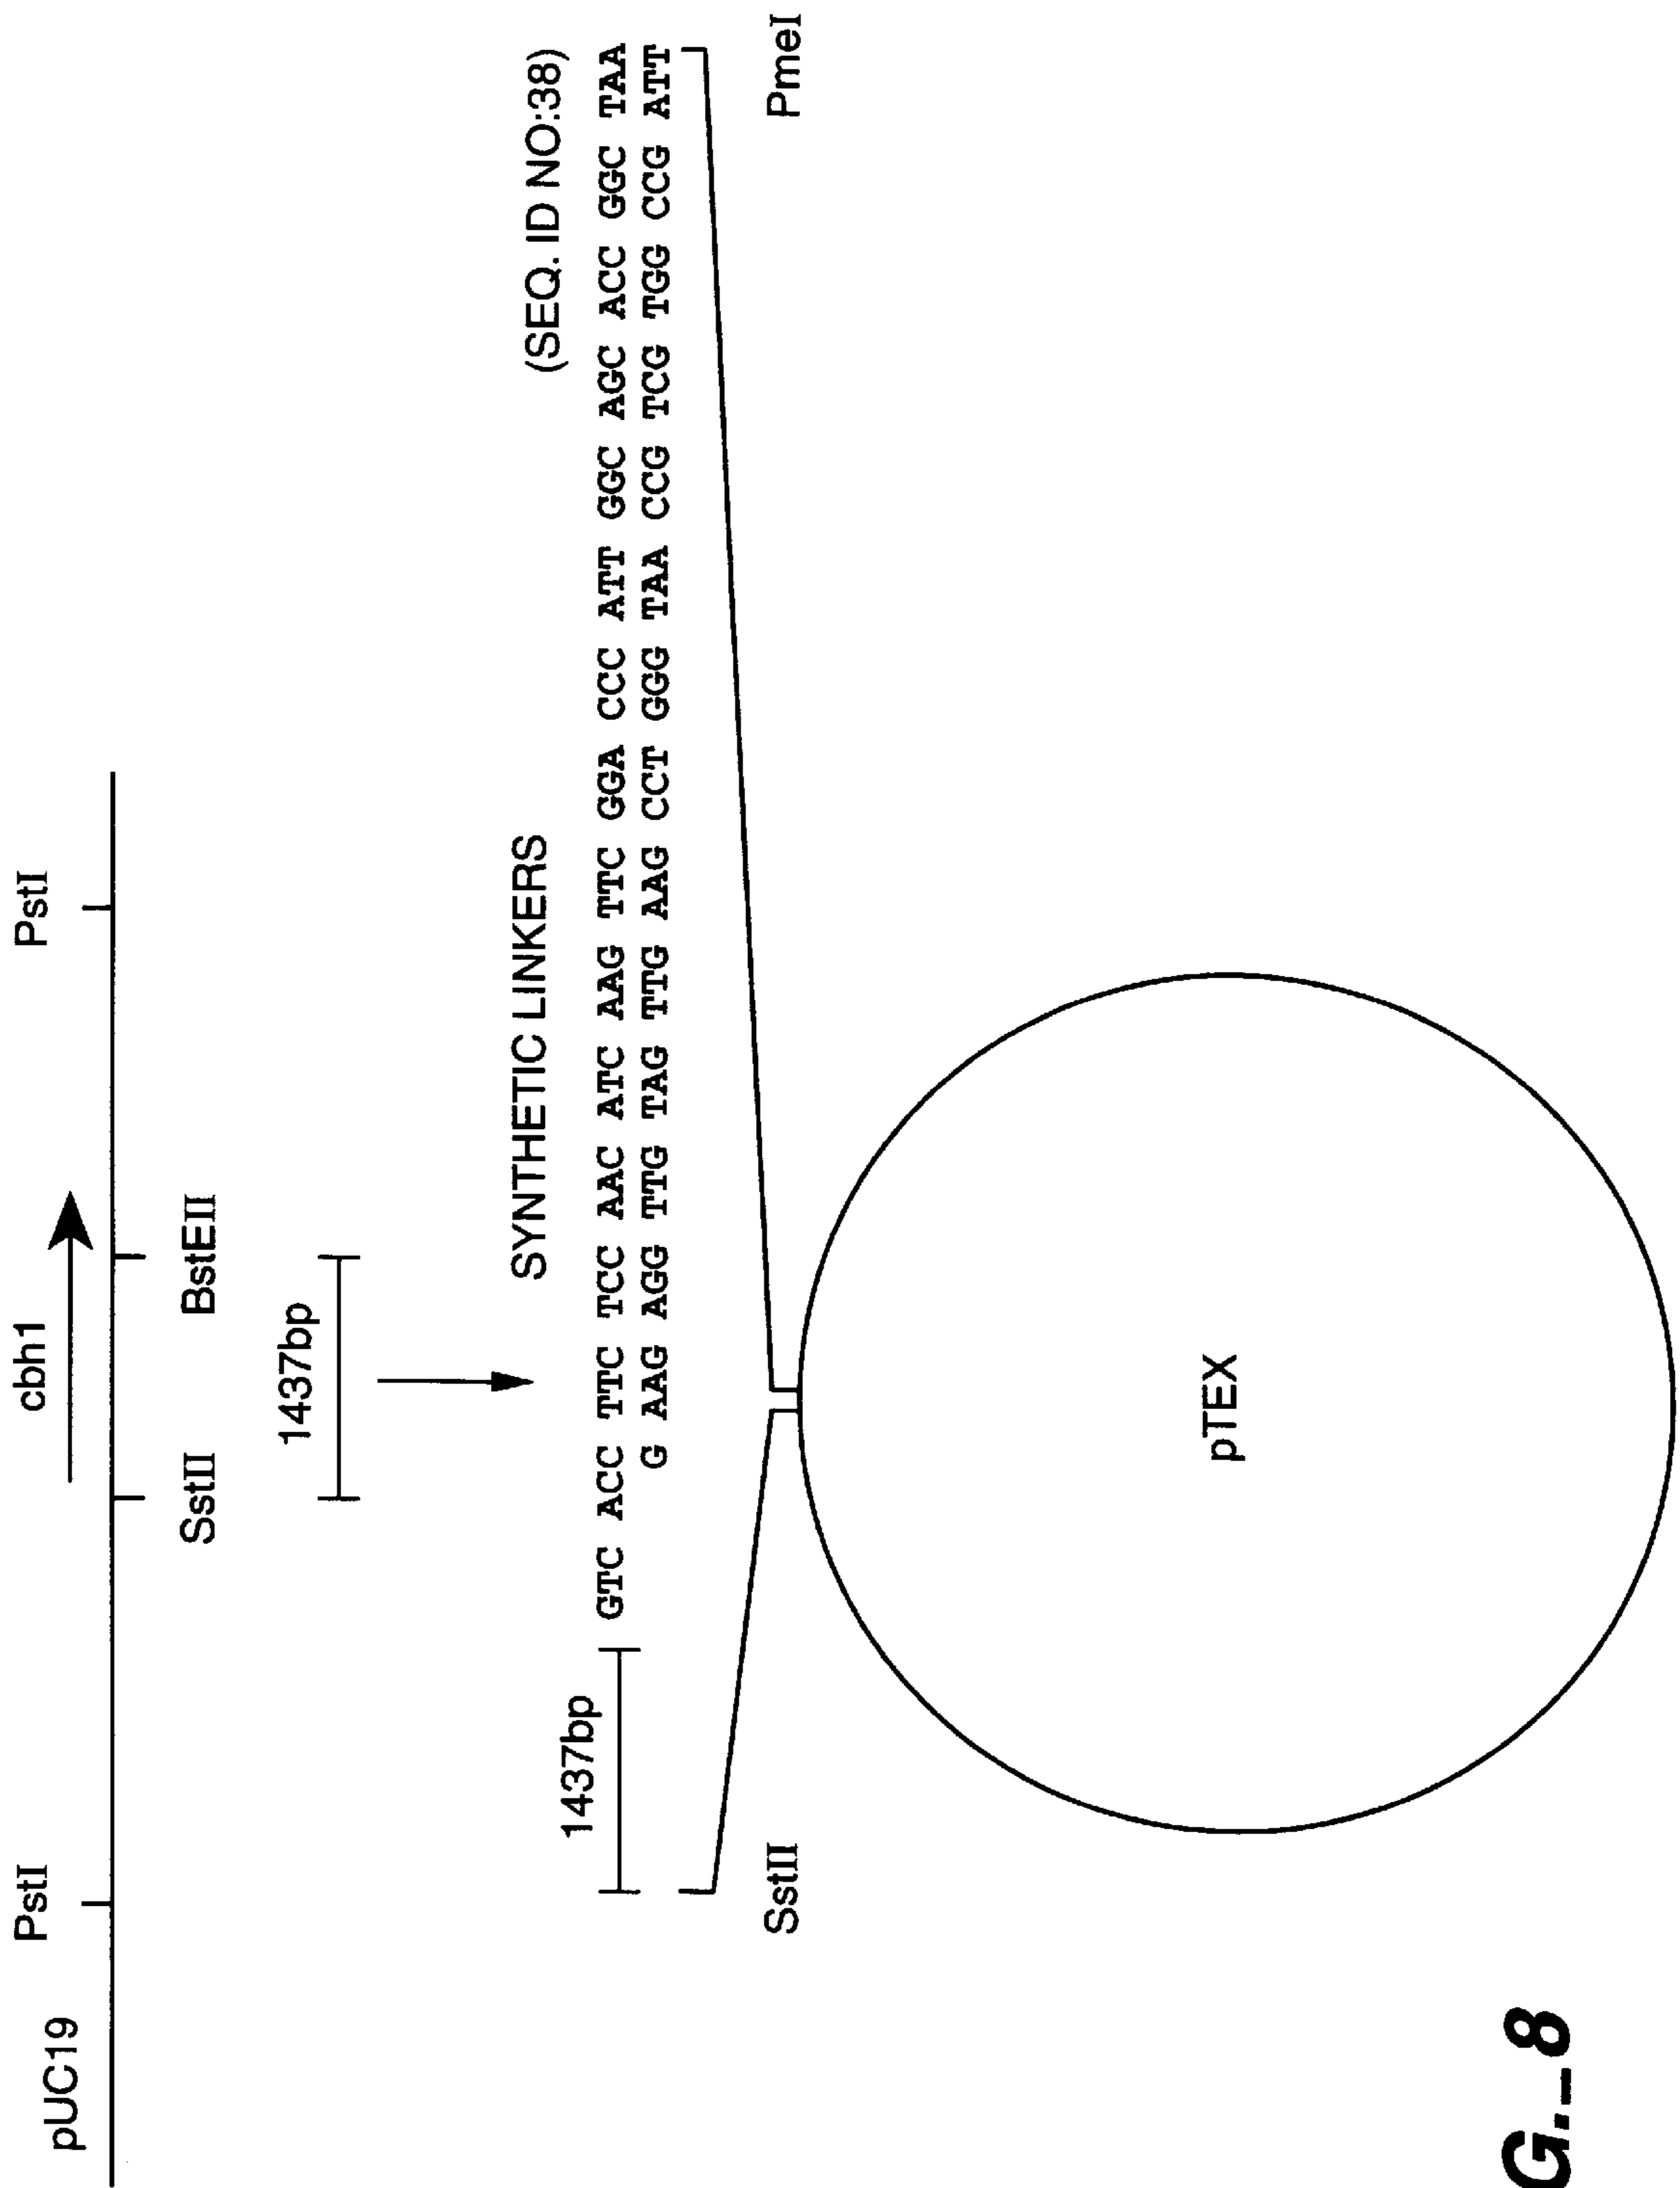 pUC19
PstI
cbh1
PstI
SstII
BstEII
1437bp
SYNTHETIC LINKERS
(SEQ. ID NO:38)
1437bp
GTC ACC TTC TCC AAC ATC AAG TTC GGA CCC ATT GGC AGC ACC GGC TAA
G AAG AGG TTG TAG TTG AAG CCT GGG TAA CCG TCG TGG CCG ATT
SstII
PmeI
pTEX
G._8